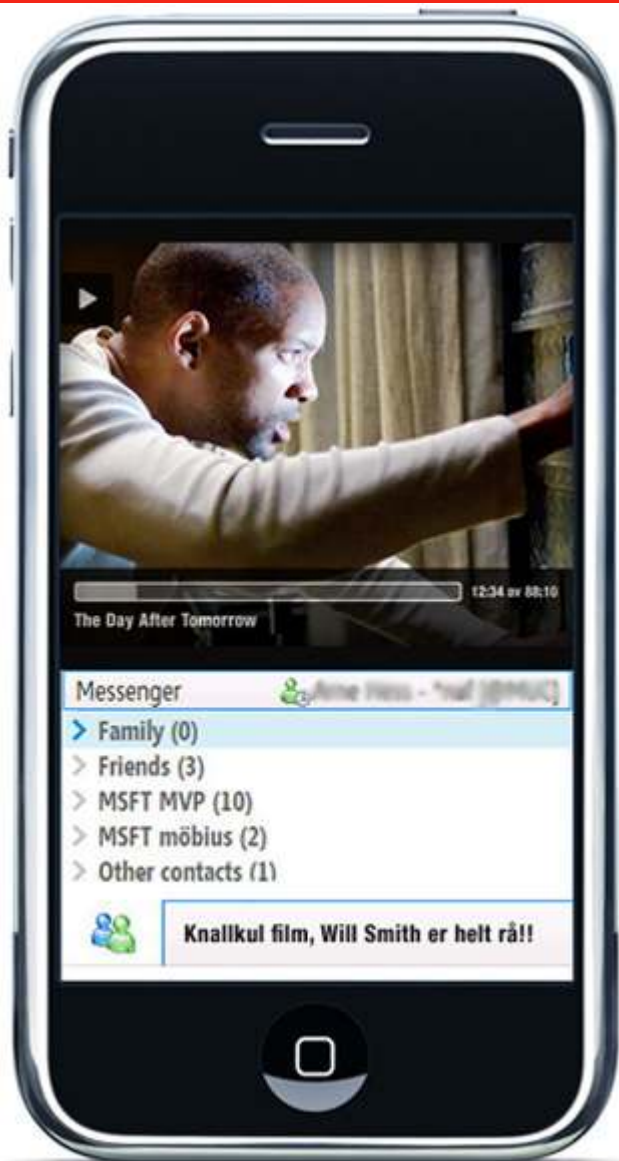 12:34 av 88:10
The Day After Tomorrow
Messenger
Family (0)
Friends (3)
MSFT MVP (10)
MSFT möbius (2)
Other contacts (1)
Knallkul film, Will Smith er helt rå!!